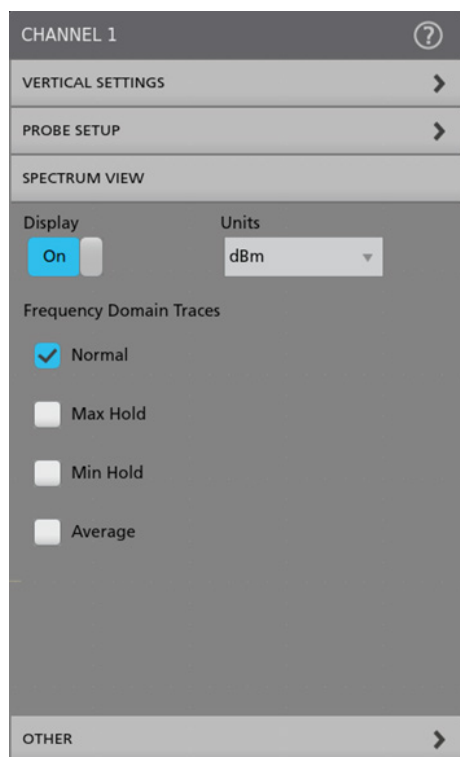 CHANNEL 1 ?
VERTICAL SETTINGS
PROBE SETUP
SPECTRUM VIEW
Display Units
On dBm
Frequency Domain Traces
Normal
Max Hold
Min Hold
Average
OTHER